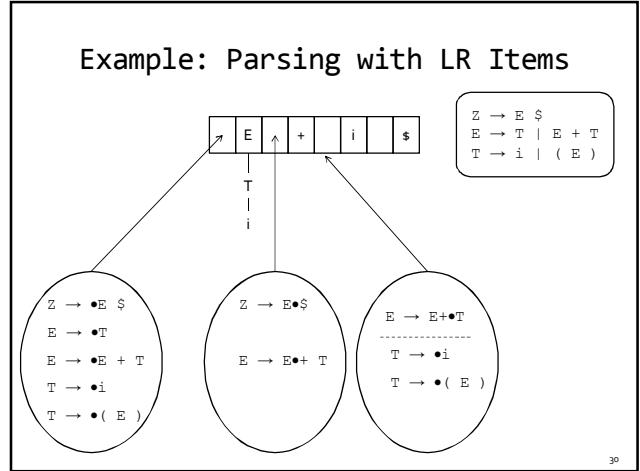 Example: Parsing with LR Items
E + i $
T
i
Z → E $
E → T | E + T
T → i | ( E )
Z → •E $
E → •T
E → •E + T
T → •i
T → •( E )
Z → E•$
E → E•+ T
E → E+•T
T → •i
T → •( E )
30